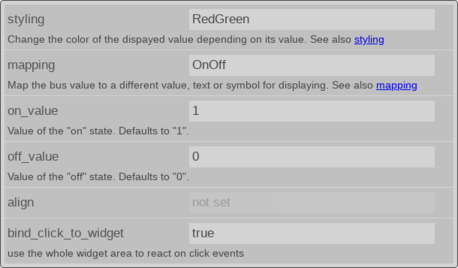 styling RedGreen
Change the color of the dispayed value depending on its value. See also styling
mapping OnOff
Map the bus value to a different value, text or symbol for displaying. See also mapping
on_value 1
Value of the "on" state. Defaults to "1".
off_value 0
Value of the "off" state. Defaults to "0".
align not set
bind_click_to_widget true
use the whole widget area to react on click events